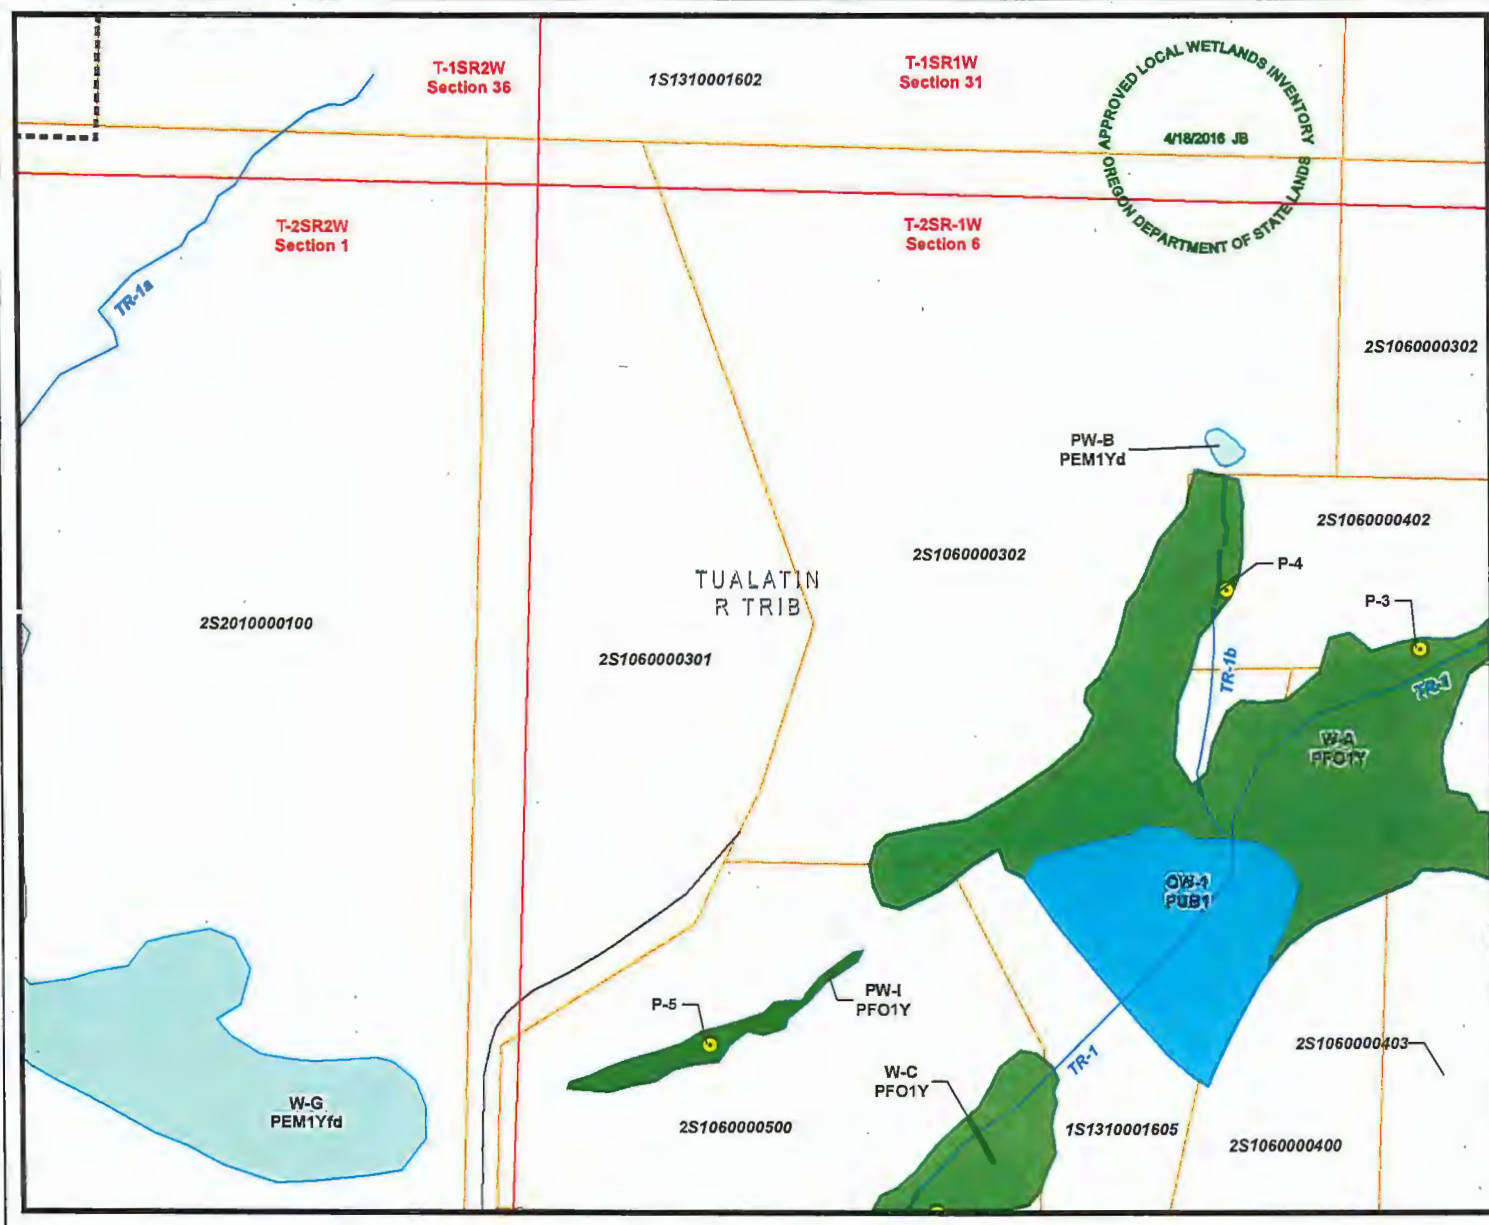 T-1SR2W
Section 36
1S1310001602
T-1SR1W
Section 31
APPROVED LOCAL WETLANDS INVENTORY
4/18/2016 JB
OREGON DEPARTMENT OF STATE LANDS
T-2SR2W
Section 1
T-2SR-1W
Section 6
TR-1a
2S1060000302
PW-B
PEM1Yd
2S1060000402
2S1060000302
P-4
TUALATIN
R TRIB
P-3
2S2010000100
2S1060000301
TR-1b
TR-1
W-A
PFO1Y
OW-1
PUB1
PW-I
PFO1Y
P-5
2S1060000403
TR-1
W-C
PFO1Y
W-G
PEM1Yfd
2S1060000500
1S1310001605
2S1060000400